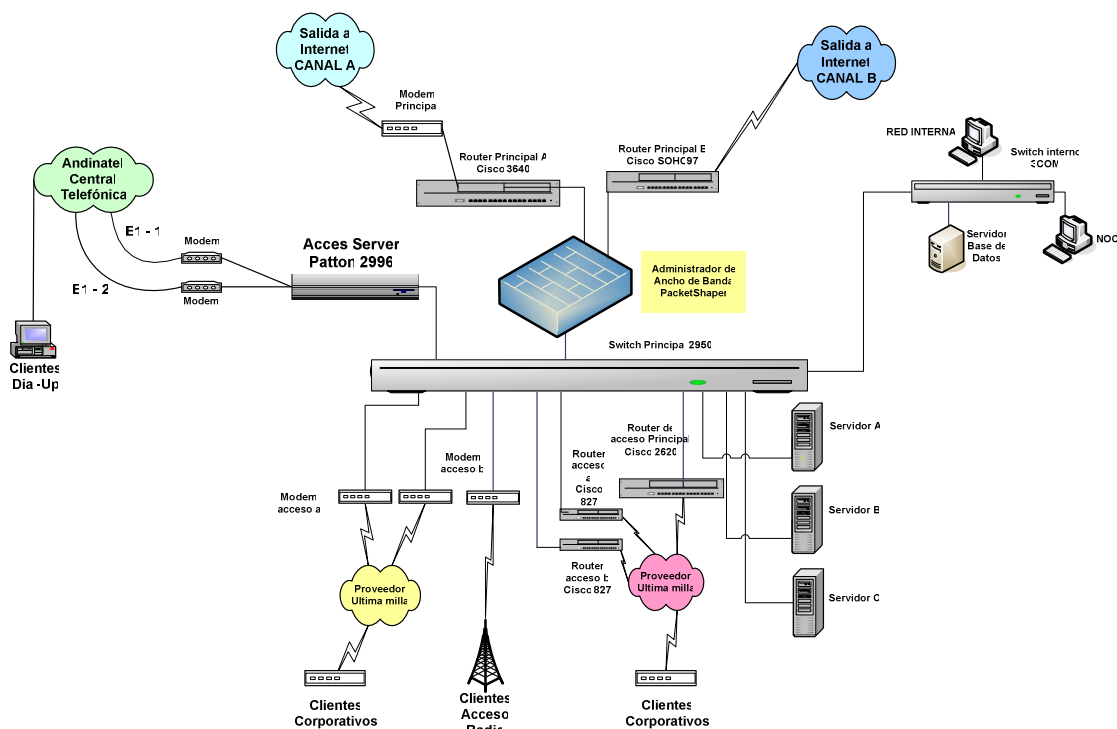 Salida a
Internet
CANAL A
Salida a
Internet
CANAL B
Modem
Principa
RED INTERNA
Switch interno
3COM
Router Principal A
Cisco 3640
Router Principal B
Cisco SOHO97
Andinatel
Central
Telefónica
E1 - 1
Modem
Acces Server
Patton 2996
E1 - 2
Modem
Administrador de
Ancho de Banda
PacketShaper
Servidor
Base de
Datos
NOC
Clientes
Dia -Up
Switch Principa 2950
Router de
acceso Principal
Cisco 2620
Servidor A
Modem
acceso b
Router
acceso
a
Cisco
827
Modem
acceso a
Servidor B
Router
acceso b
Cisco 827
Proveedor
Ultima milla
Proveedor
Ultima milla
Servidor C
Clientes
Corporativos
Clientes
Acceso
Radio
Clientes
Corporativos